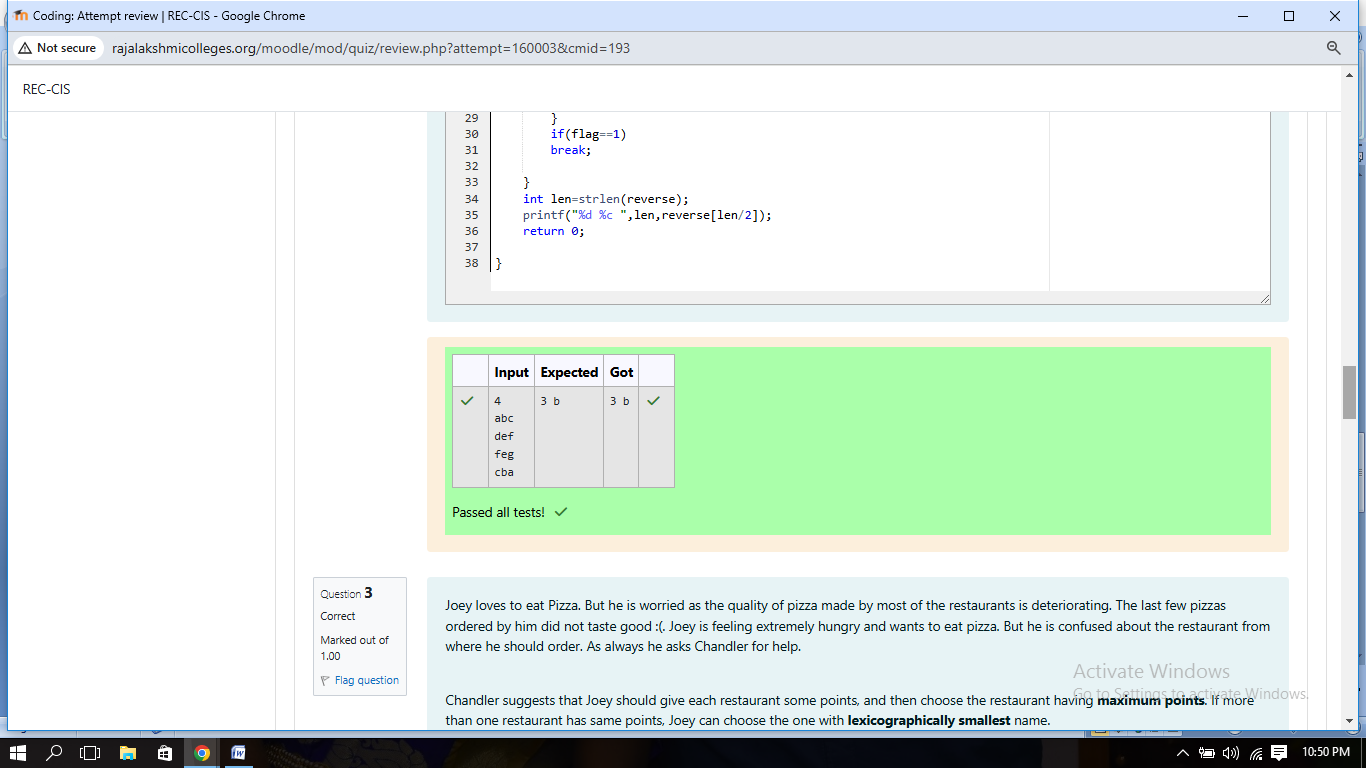 Coding: Attempt review | REC-CIS - Google Chrome
Not secure rajalakshmicolleges.org/moodle/mod/quiz/review.php?attempt=160003&cmid=193
REC-CIS
29 }
30 if(flag==1)
31 break;
32
33 }
34 int len=strlen(reverse);
35 printf("%d %c ",len,reverse[len/2]);
36 return 0;
37
38 }
Input Expected Got
4 3 b 3 b
abc
def
feg
cba
Passed all tests!
Question 3
Correct
Marked out of
1.00
Flag question
Joey loves to eat Pizza. But he is worried as the quality of pizza made by most of the restaurants is deteriorating. The last few pizzas
ordered by him did not taste good :(. Joey is feeling extremely hungry and wants to eat pizza. But he is confused about the restaurant from
where he should order. As always he asks Chandler for help.
Chandler suggests that Joey should give each restaurant some points, and then choose the restaurant having maximum points. If more
than one restaurant has same points, Joey can choose the one with lexicographically smallest name.
Activate Windows
Go to Settings to activate Windows.
10:50 PM